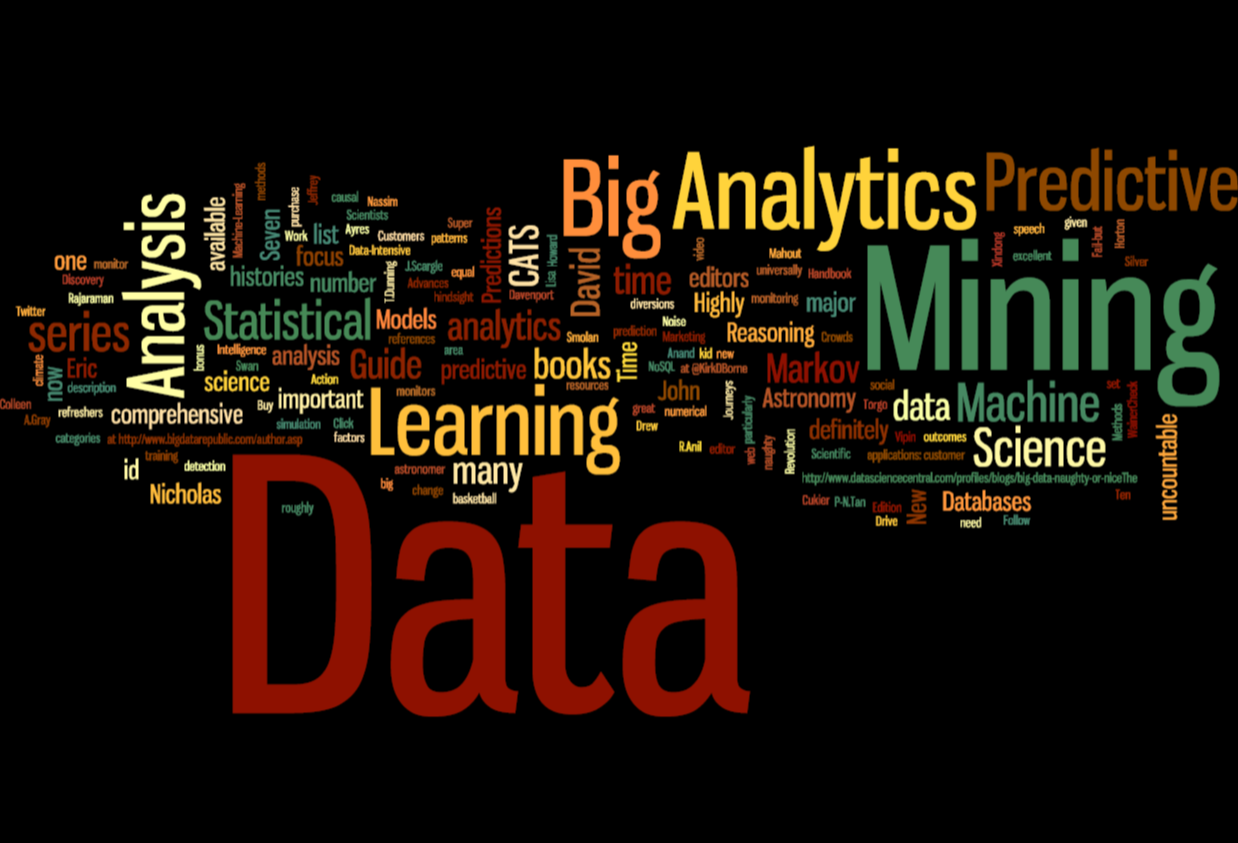 Big
Analytics
Predictive
Analysis
available
Machine-Learning
methods
Seven
purchase
Jeffrey
causal
Nassim
Scientists
Work
list
Ayres
Customers
patterns
Super
focus
Data-Intensive
Predictions
CATS
Lisa Howard
David
video
Mahout
speech
given
Xindong
excellent
Fail-but
Horton
Silver
one
monitor
Discovery
Rajaraman
Twitter
series
histories
number
T.Dunning
J.Scargle
equal
Advances
hindsight
Davenport
time
diversions
editors
universally
Handbook
Highly
monitoring
major
Mining
Statistical
Models
references
analytics
Smolan
prediction
Noise
Marketing
Reasoning
Crowds
climate
Eric
now
description
bonus
Intelligence
Swan
analysis
Guide
area
predictive
books
Time
NoSQL
Anand
kid
new
at @KirkDBorne
Markov
science
Action
monitors
resources
John
Journeys
social
Colleen
A.Gray
refreshers
comprehensive
Buy
important
simulation
Click
factors
Learning
great
numerical
Drew
particularly
Astronomy
Torgo
data
Machine
set
Methods
categories
at http://www.bigdatarepublic.com/author.asp
training
id
detection
Nicholas
astronomer
many
big
change
basketball
R.Anil
editor
web
naughty
Revolution
definitely
Vipin
outcomes
Scientific
applications: customer
Science
uncountable
http://www.datasciencecentral.com/profiles/blogs/big-data-naughty-or-niceThe
Cukier
P-N.Tan
Edition
Drive
New
Databases
need
Follow
Ten
roughly
Data